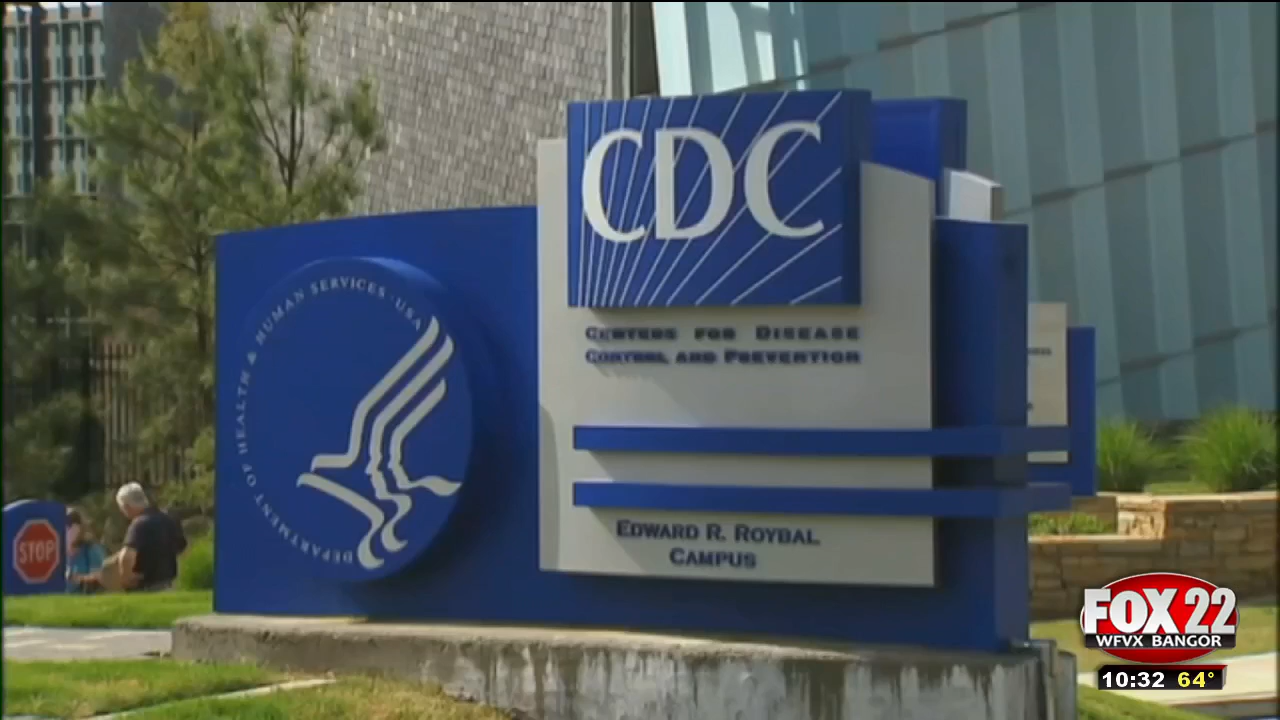 CDC
CENTERS FOR DISEASE
CONTROL AND PREVENTION
DEPARTMENT OF HEALTH & HUMAN SERVICES · USA
EDWARD R. ROYBAL
CAMPUS
STOP
FOX 22
WFVX BANGOR
10:32 64°